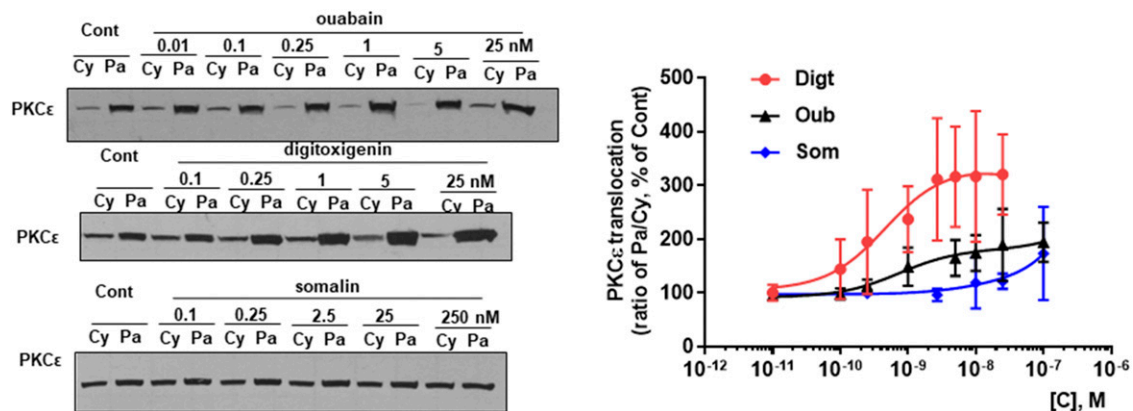 ouabain
Cont
0.01 0.1 0.25 1 5 25 nM
Cy Pa Cy Pa Cy Pa Cy Pa Cy Pa Cy Pa Cy Pa
PKCε
digitoxigenin
Cont
0.1 0.25 1 5 25 nM
Cy Pa Cy Pa Cy Pa Cy Pa Cy Pa Cy Pa
PKCε
somalin
Cont
0.1 0.25 2.5 25 250 nM
Cy Pa Cy Pa Cy Pa Cy Pa Cy Pa Cy Pa
PKCε
PKCε translocation
(ratio of Pa/Cy, % of Cont)
500
400
300
200
100
0
Digt
Oub
Som
10-12 10-11 10-10 10-9 10-8 10-7 10-6
[C], M